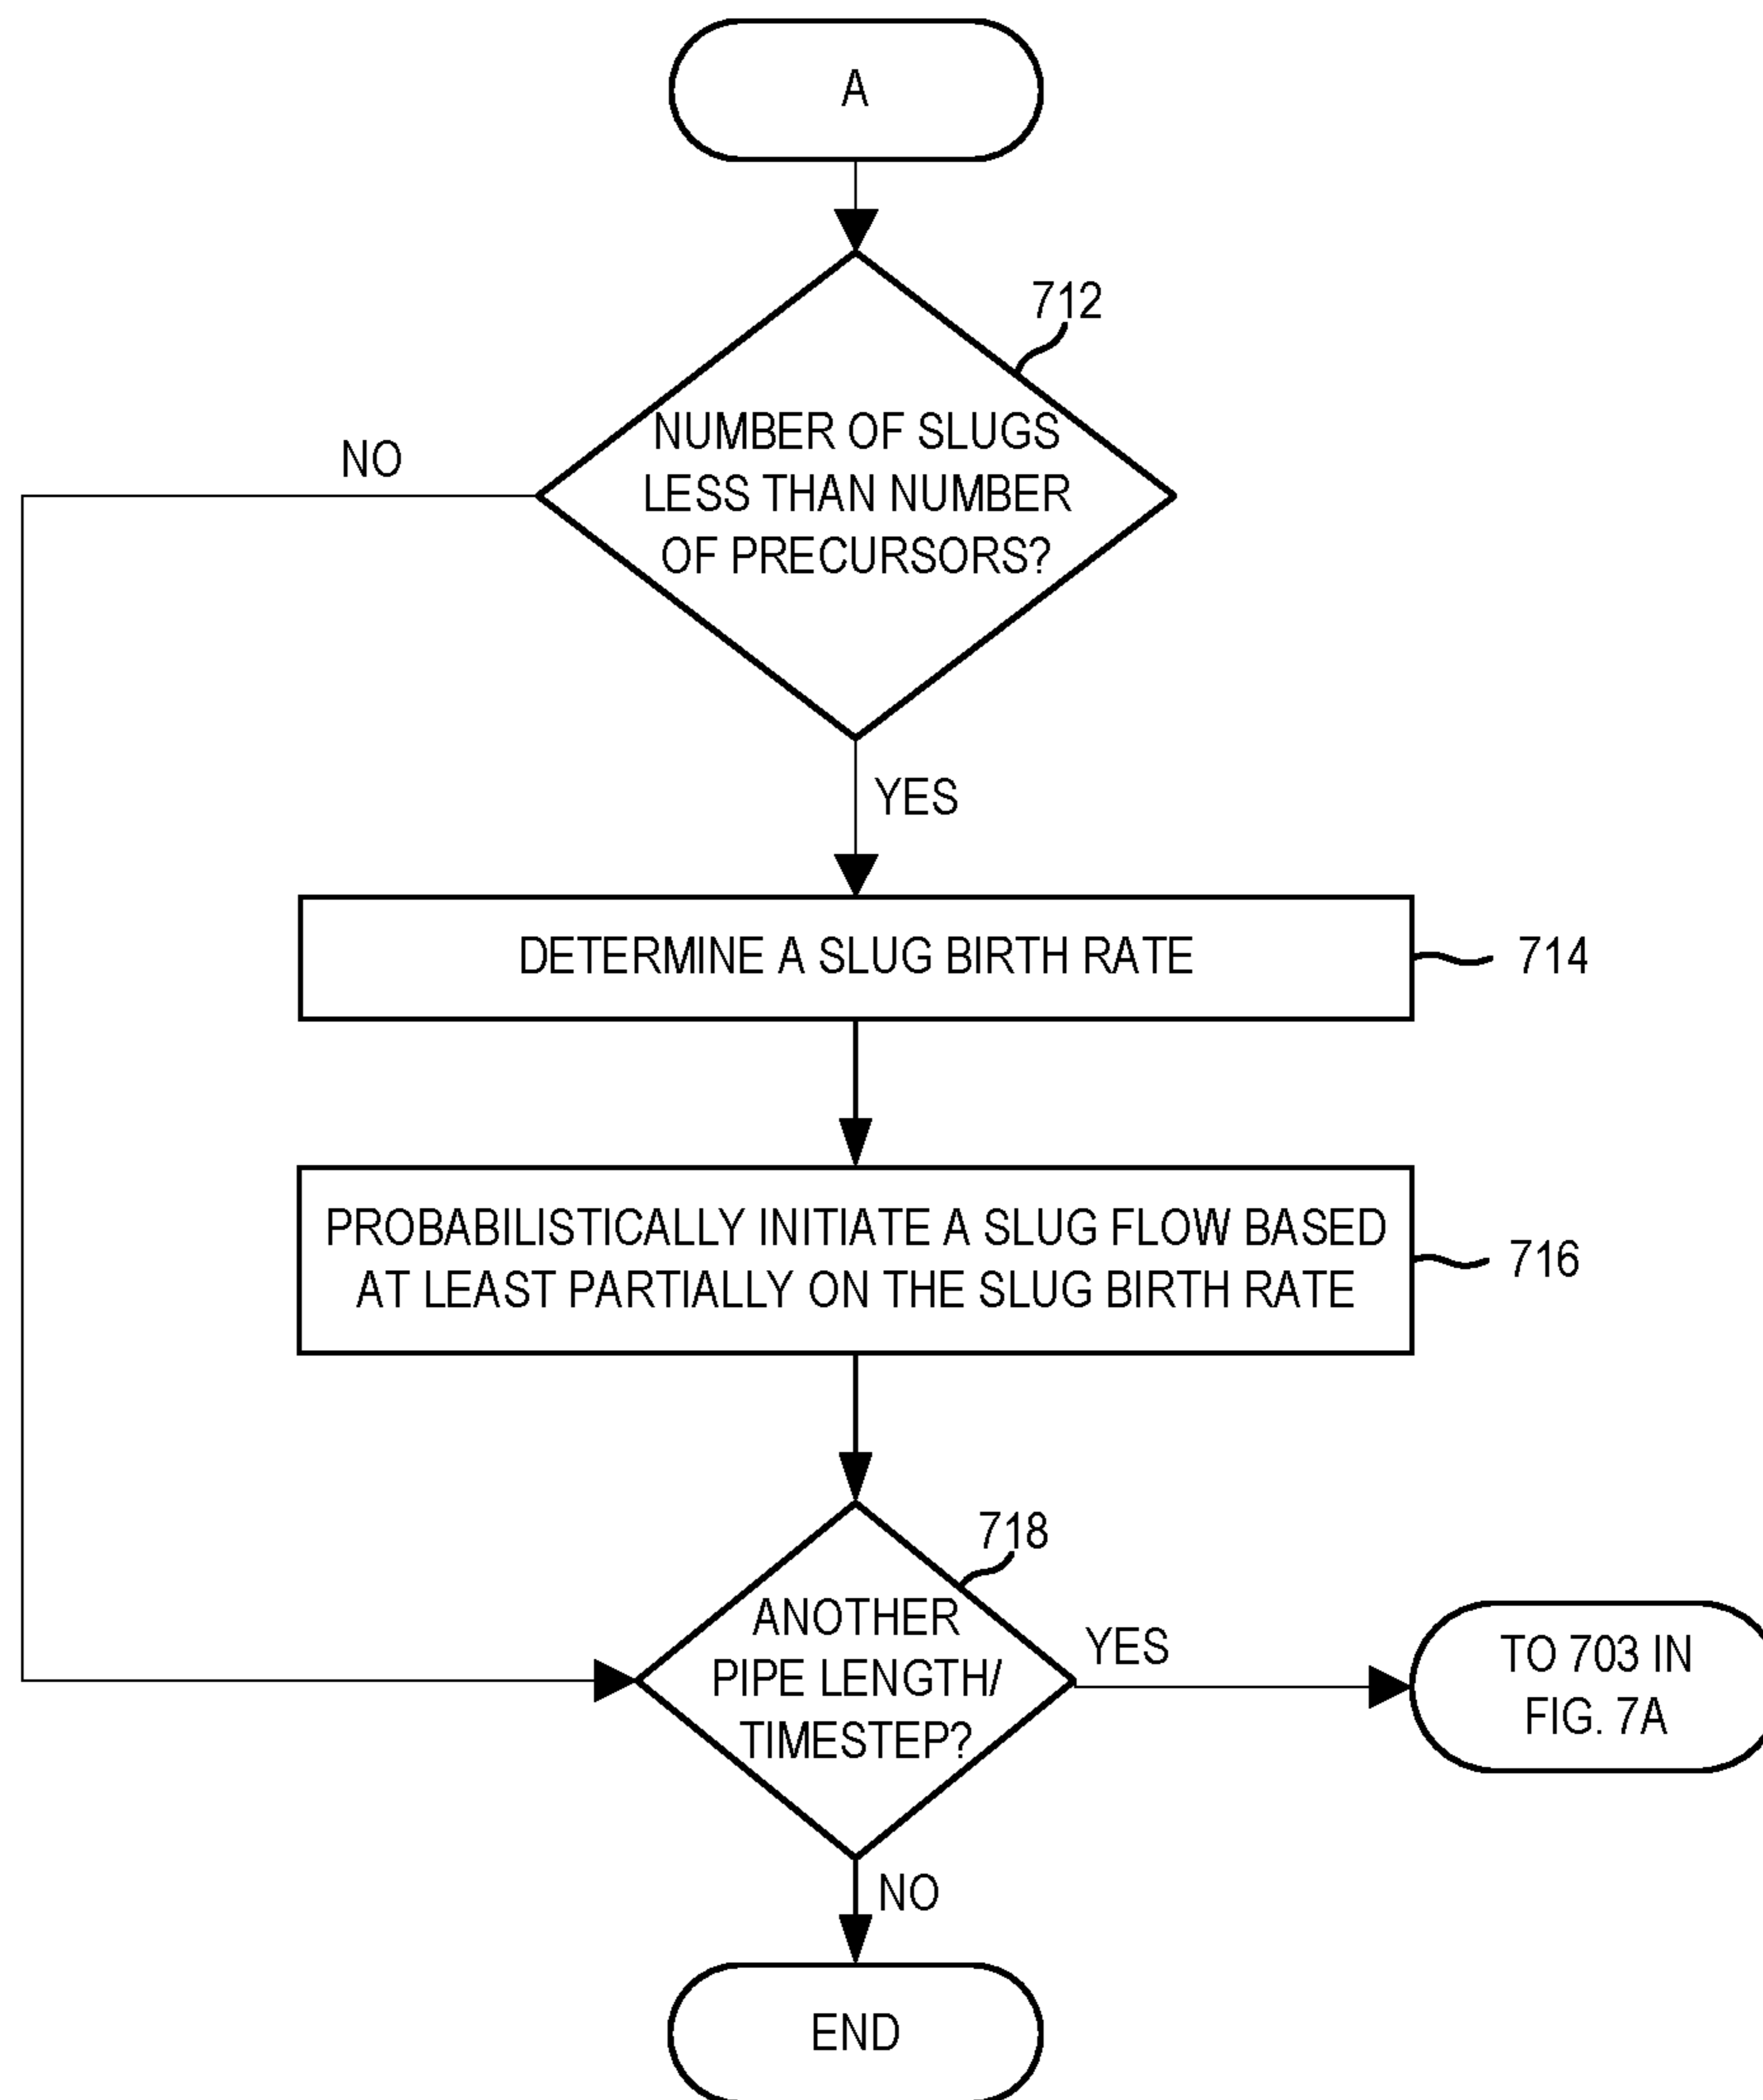 A
712
NUMBER OF SLUGS
LESS THAN NUMBER
OF PRECURSORS?
NO
YES
DETERMINE A SLUG BIRTH RATE
714
PROBABILISTICALLY INITIATE A SLUG FLOW BASED
AT LEAST PARTIALLY ON THE SLUG BIRTH RATE
716
718
ANOTHER
PIPE LENGTH/
TIMESTEP?
YES
TO 703 IN
FIG. 7A
NO
END